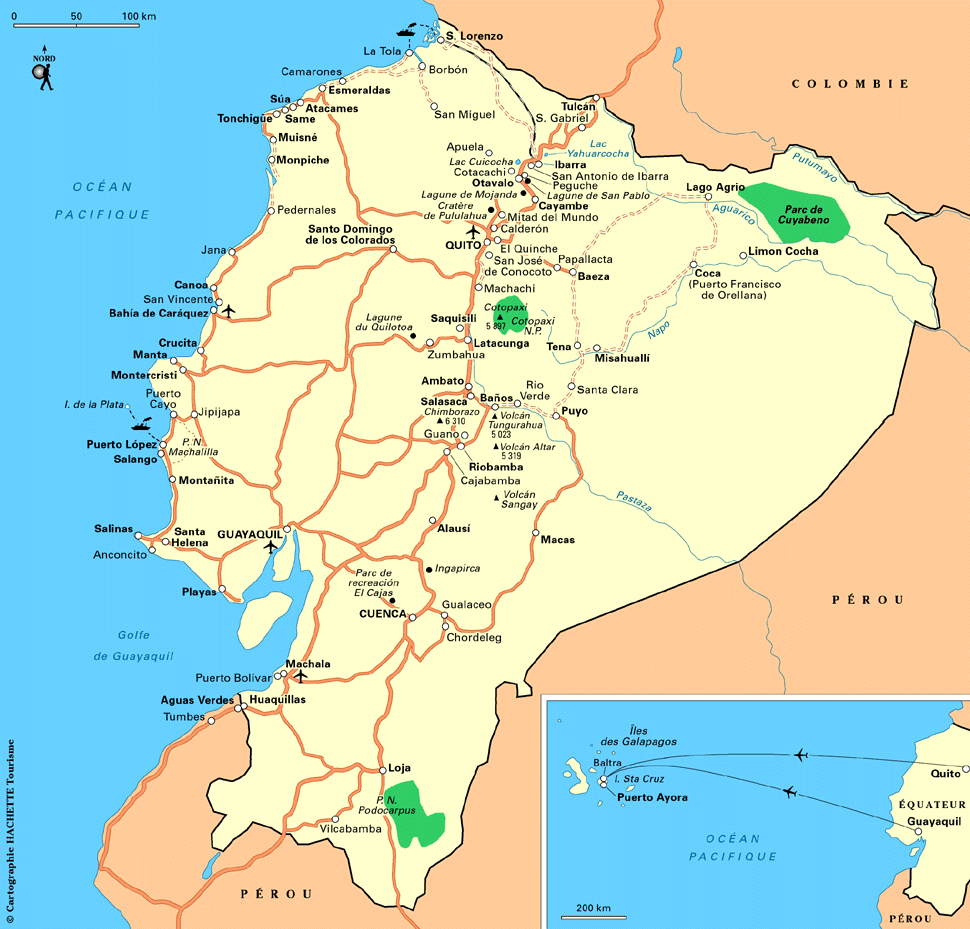 0 50 100 km
NORD
S. Lorenzo
La Tola
Borbón
Camarones
Esmeraldas
Súa
Atacames
Same
Tonchigüe
San Miguel
Muisné
Monpiche
Tulcán
S. Gabriel
COLOMBIE
Apuela
Lac
Yahuarcocha
Lac Cuicocha
Cotacachi
Ibarra
San Antonio de Ibarra
Peguche
Otavalo
Lagune de San Pablo
Lagune de Mojanda
Cayambe
Cratère
de Pululahua
Mitad del Mundo
Calderón
Putumayo
Lago Agrio
Aguarico
Parc de
Cuyabeno
OCÉAN
PACIFIQUE
Pedernales
Santo Domingo
de los Colorados
QUITO
El Quinche
San José
de Conocoto
Papallacta
Baeza
Limon Cocha
Coca
(Puerto Francisco
de Orellana)
Jana
Canoa
San Vincente
Bahía de Caráquez
Machachi
Cotopaxi
5 897
Cotopaxi
N.P.
Lagune
du Quilotoa
Saquisili
Latacunga
Zumbahua
Napo
Tena
Misahuallí
Crucita
Manta
Montercristi
Puerto
Cayo
Jipijapa
I. de la Plata
Ambato
Salasaca
Baños
Rio
Verde
Santa Clara
Puyo
Chimborazo
6 310
Volcán
Tungurahua
5 023
Guano
Volcán Altar
5 319
Riobamba
Cajabamba
Volcán
Sangay
Puerto López
P. N.
Machalilla
Salango
Montañita
Pastaza
Salinas
Santa
Helena
Anconcito
GUAYAQUIL
Alausí
Macas
Playas
Ingapirca
Parc de
recreación
El Cajas
CUENCA
Gualaceo
Chordeleg
PÉROU
Golfe
de Guayaquil
Machala
Puerto Bolívar
Aguas Verdes
Huaquillas
Tumbes
Loja
P. N.
Podocarpus
Vilcabamba
PÉROU
Îles
des Galapagos
Baltra
I. Sta Cruz
Puerto Ayora
Quito
ÉQUATEUR
Guayaquil
OCÉAN
PACIFIQUE
200 km
PÉROU
© Cartographie HACHETTE Tourisme